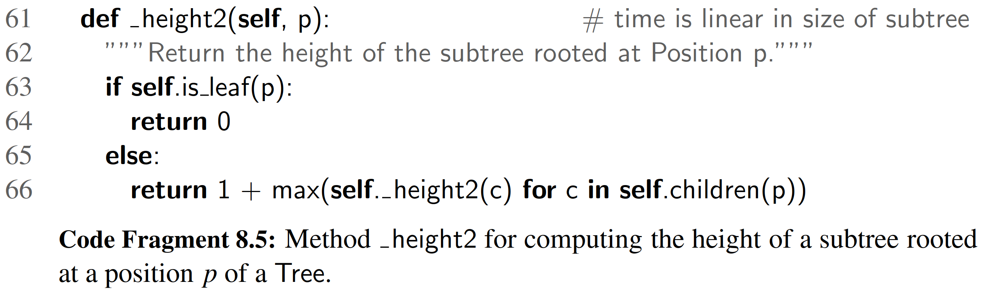 61 def _height2(self, p): # time is linear in size of subtree
62 """Return the height of the subtree rooted at Position p."""
63 if self.is_leaf(p):
64 return 0
65 else:
66 return 1 + max(self._height2(c) for c in self.children(p))
Code Fragment 8.5: Method _height2 for computing the height of a subtree rooted
at a position p of a Tree.